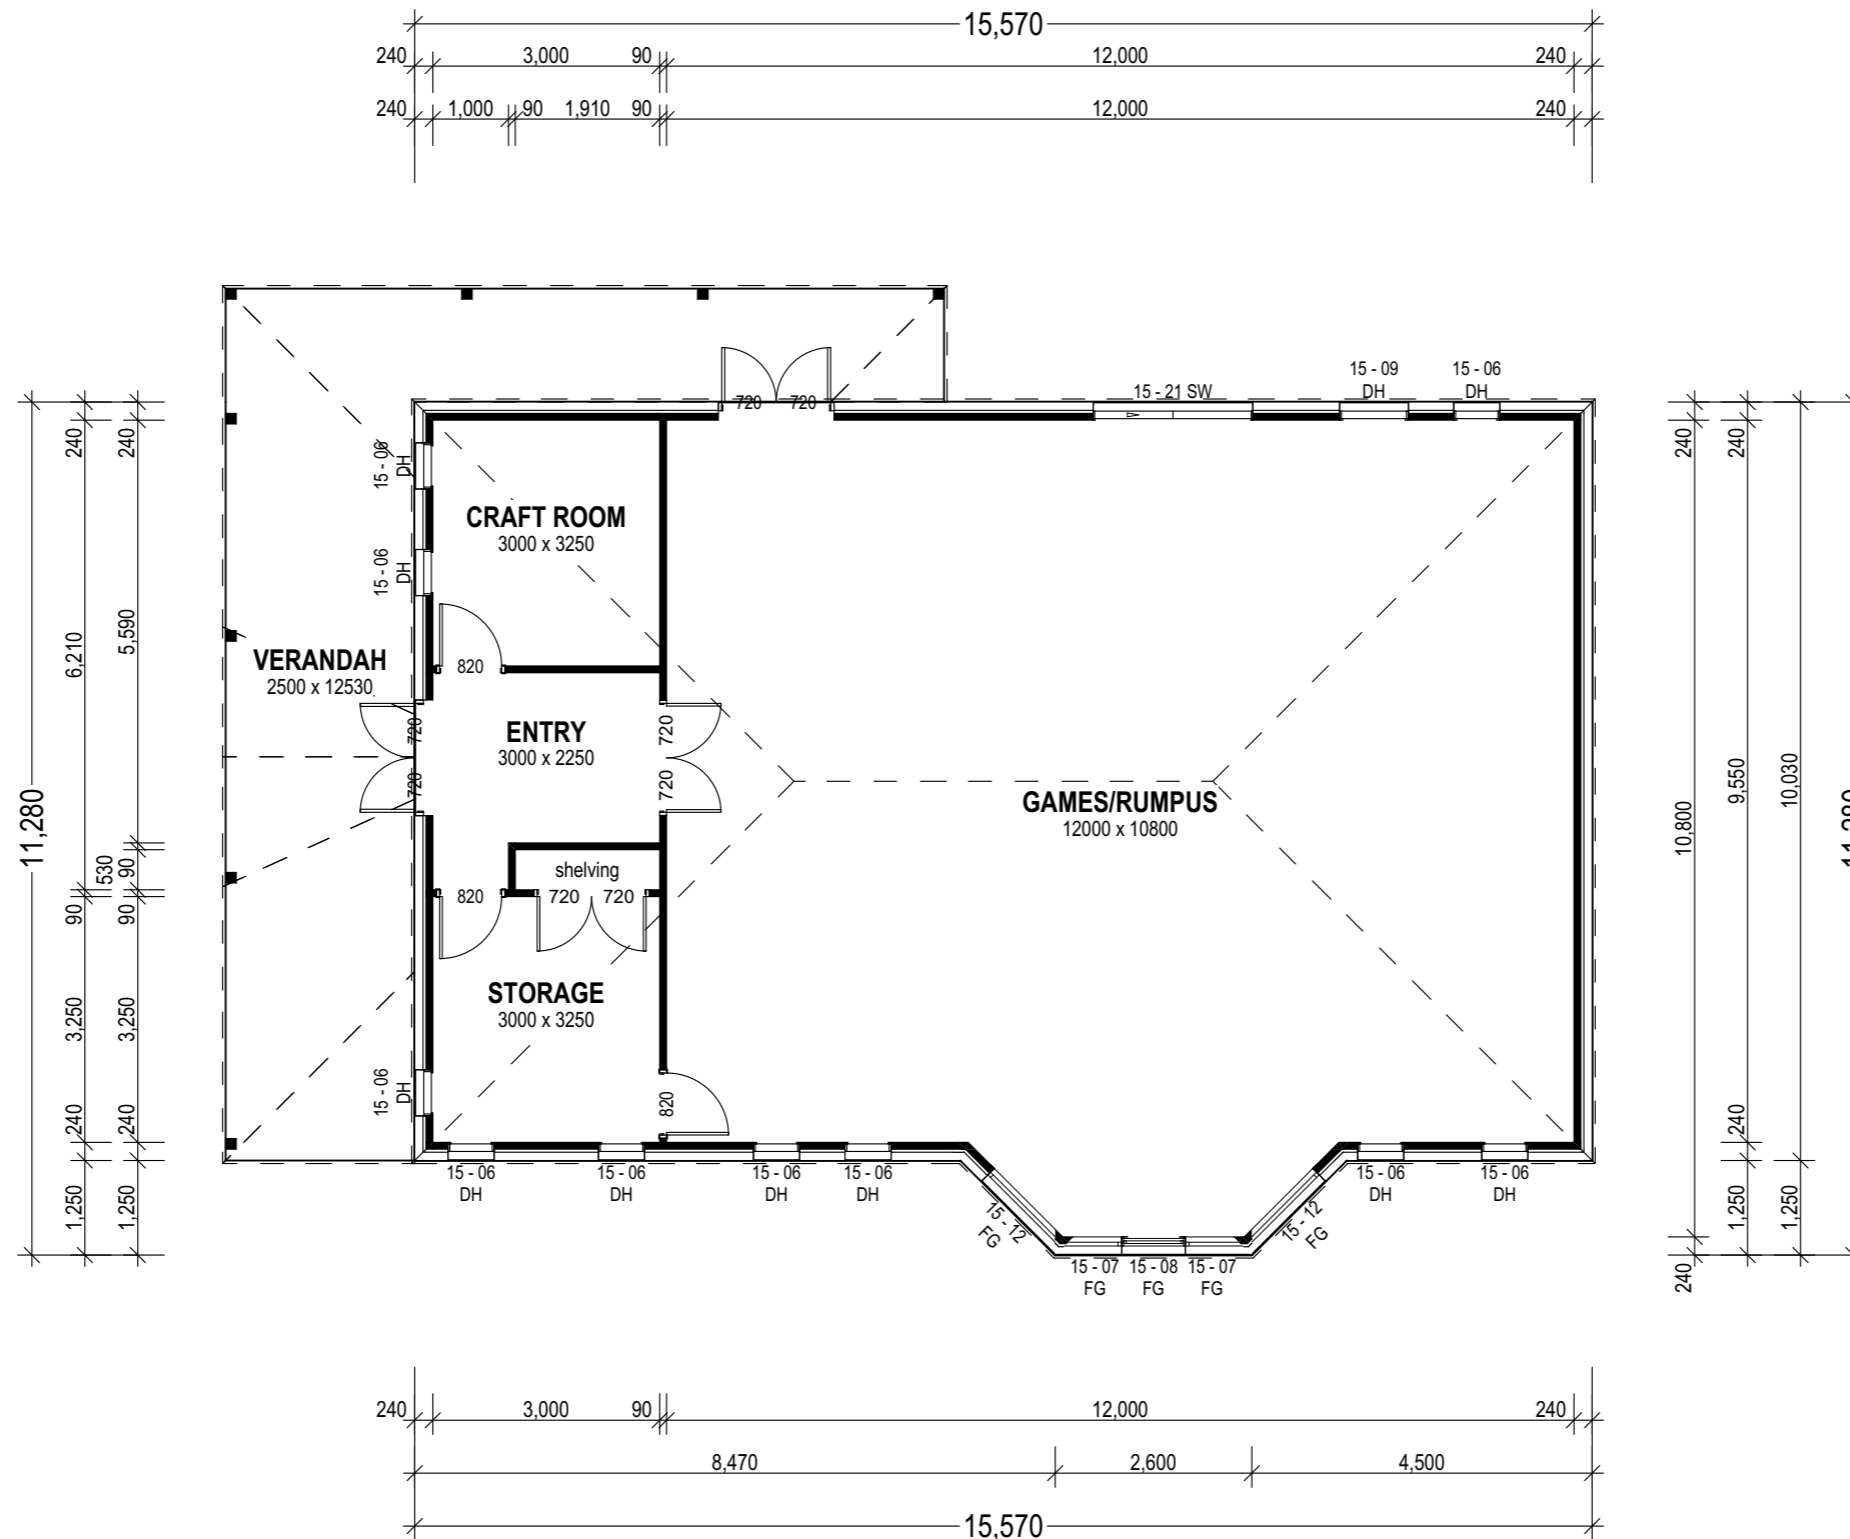 15,570
240 3,000 90 12,000 240
240 1,000 90 1,910 90 12,000 240
15 - 09 DH
15 - 06 DH
15 - 21 SW
720 720
15 - 06 DH
15 - 06 DH
CRAFT ROOM
3000 x 3250
820
VERANDAH
2500 x 12530
720
720
ENTRY
3000 x 2250
720
720
GAMES/RUMPUS
12000 x 10800
shelving
820
720 720
STORAGE
3000 x 3250
820
15 - 06 DH
15 - 06 DH
15 - 06 DH
15 - 06 DH
15 - 06 DH
15 - 06 DH
15 - 06 DH
15 - 12 FG
15 - 12 FG
15 - 07 FG
15 - 08 FG
15 - 07 FG
11,280
240
6,210
90
3,250
240
1,250
240
5,590
90
530
90
3,250
240
1,250
240
10,800
240
240
9,550
240
1,250
10,030
1,250
240 3,000 90 12,000 240
8,470 2,600 4,500
15,570